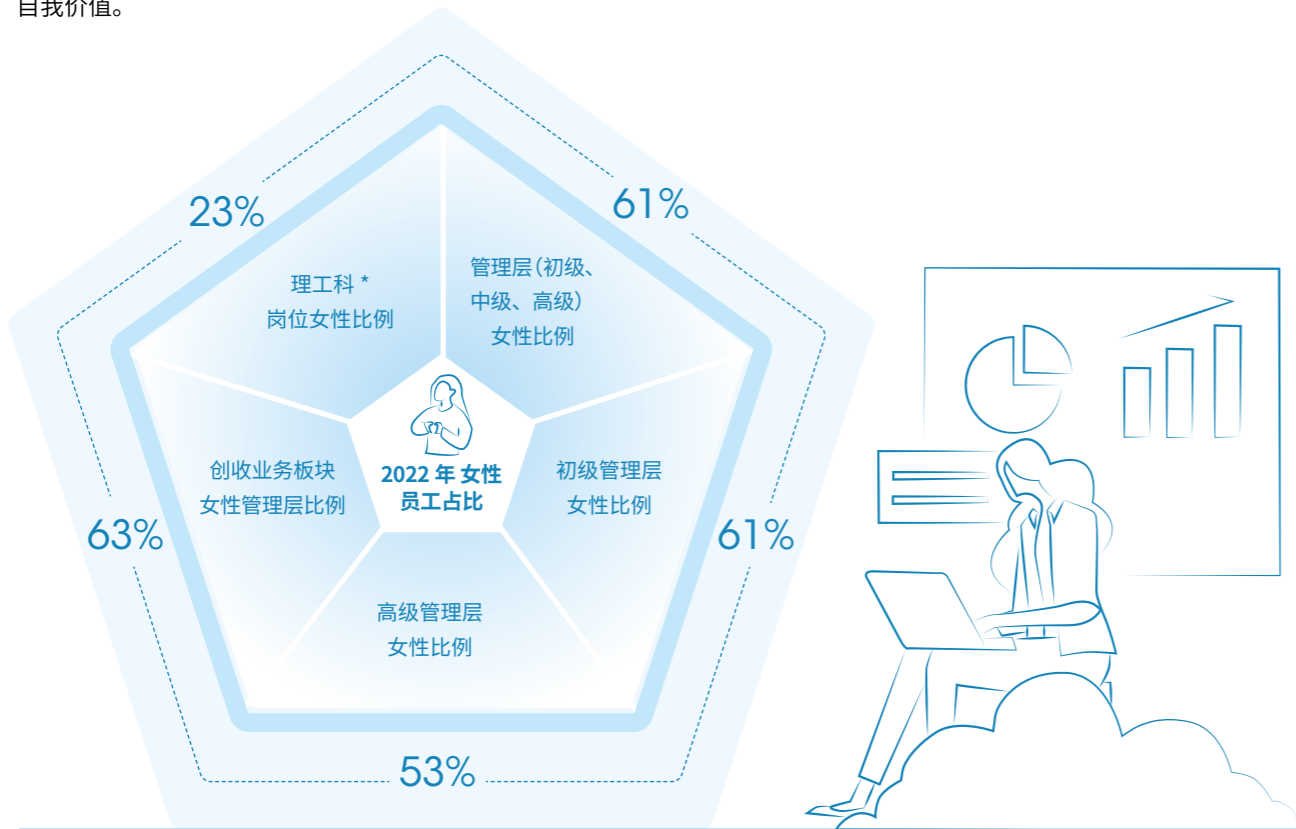 自我价值。
23%
61%
理工科 *
岗位女性比例
管理层（初级、
中级、高级）
女性比例
创收业务板块
女性管理层比例
2022 年 女性
员工占比
初级管理层
女性比例
63%
61%
高级管理层
女性比例
53%